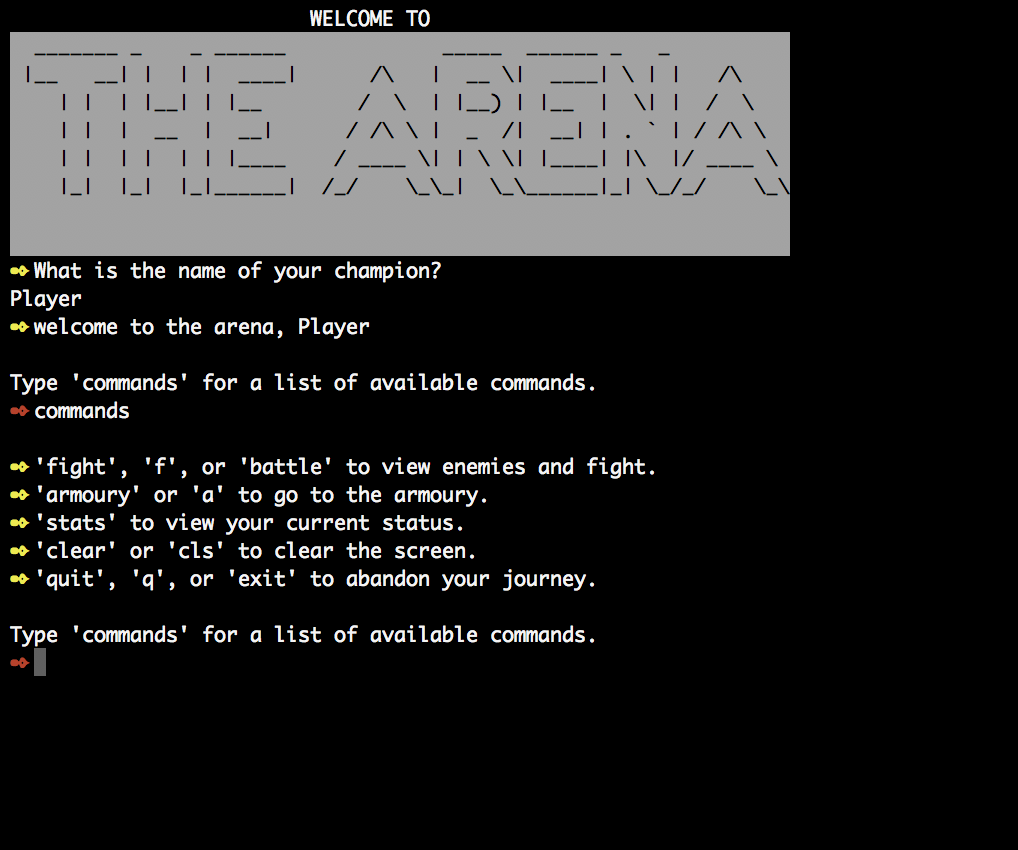 WELCOME TO
THE ARENA
What is the name of your champion?
Player
welcome to the arena, Player
Type 'commands' for a list of available commands.
commands
'fight', 'f', or 'battle' to view enemies and fight.
'armoury' or 'a' to go to the armoury.
'stats' to view your current status.
'clear' or 'cls' to clear the screen.
'quit', 'q', or 'exit' to abandon your journey.
Type 'commands' for a list of available commands.